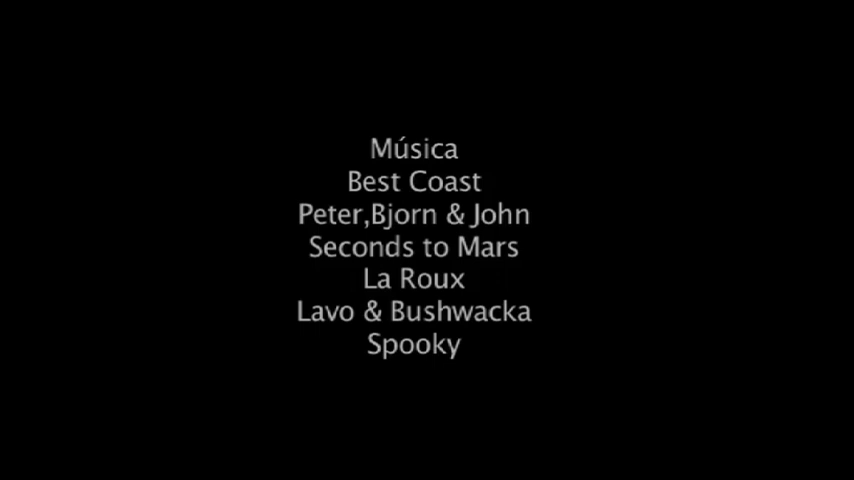 Música
Best Coast
Peter,Bjorn & John
Seconds to Mars
La Roux
Lavo & Bushwacka
Spooky